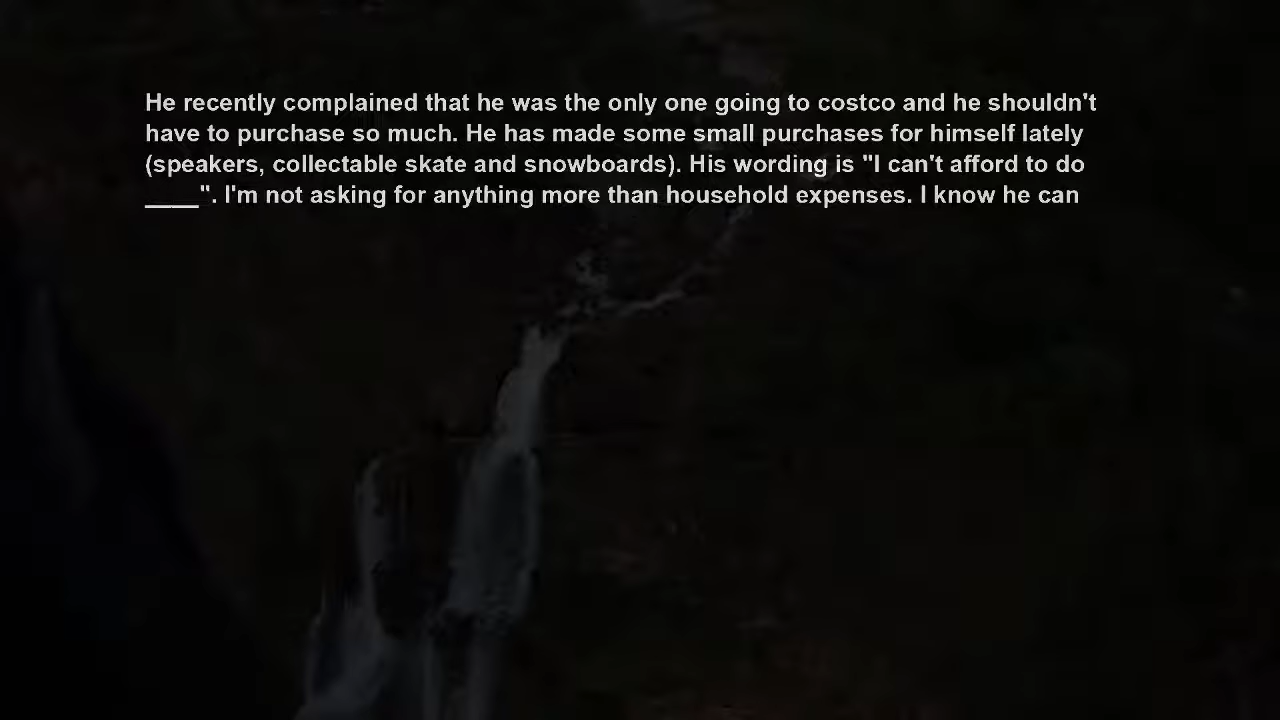 He recently complained that he was the only one going to costco and he shouldn't
have to purchase so much. He has made some small purchases for himself lately
(speakers, collectable skate and snowboards). His wording is "I can't afford to do
____". I'm not asking for anything more than household expenses. I know he can